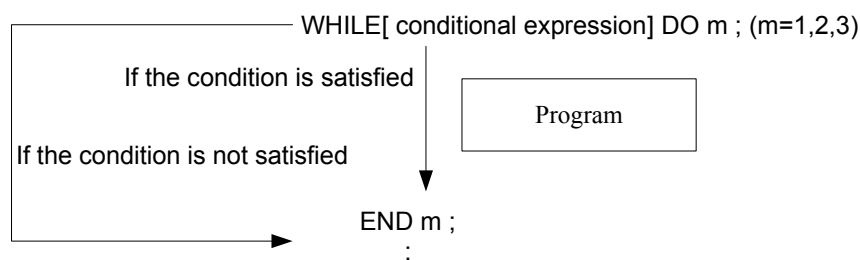 WHILE[ conditional expression] DO m ; (m=1,2,3)
If the condition is satisfied
Program
If the condition is not satisfied
END m ;
: